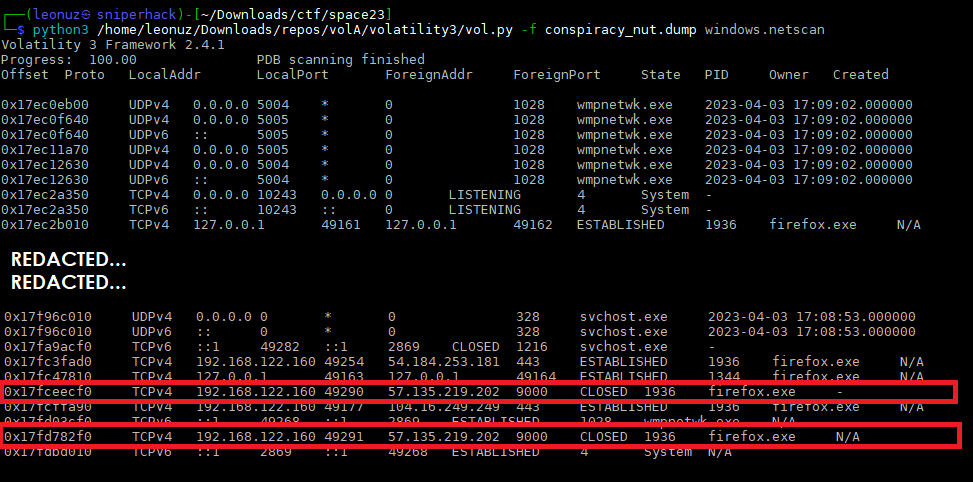 (leonuz㉿sniperhack)-[~/Downloads/ctf/space23]
$ python3 /home/leonuz/Downloads/repos/volA/volatility3/vol.py -f conspiracy_nut.dump windows.netscan
Volatility 3 Framework 2.4.1
Progress:  100.00               PDB scanning finished
Offset  Proto   LocalAddr       LocalPort       ForeignAddr     ForeignPort     State   PID     Owner   Created
0x17ec0eb00     UDPv4   0.0.0.0 5004    *       0               1028    wmpnetwk.exe    2023-04-03 17:09:02.000000
0x17ec0f640     UDPv4   0.0.0.0 5005    *       0               1028    wmpnetwk.exe    2023-04-03 17:09:02.000000
0x17ec0f640     UDPv6   ::      5005    *       0               1028    wmpnetwk.exe    2023-04-03 17:09:02.000000
0x17ec11a70     UDPv4   0.0.0.0 5005    *       0               1028    wmpnetwk.exe    2023-04-03 17:09:02.000000
0x17ec12630     UDPv4   0.0.0.0 5004    *       0               1028    wmpnetwk.exe    2023-04-03 17:09:02.000000
0x17ec12630     UDPv6   ::      5004    *       0               1028    wmpnetwk.exe    2023-04-03 17:09:02.000000
0x17ec2a350     TCPv4   0.0.0.0 10243   0.0.0.0 0       LISTENING       4       System  -
0x17ec2a350     TCPv6   ::      10243   ::      0       LISTENING       4       System  -
0x17ec2b010     TCPv4   127.0.0.1       49161   127.0.0.1       49162   ESTABLISHED     1936    firefox.exe     N/A
REDACTED...
REDACTED...
0x17f96c010     UDPv4   0.0.0.0 0       *       0               328     svchost.exe     2023-04-03 17:08:53.000000
0x17f96c010     UDPv6   ::      0       *       0               328     svchost.exe     2023-04-03 17:08:53.000000
0x17fa9acf0     TCPv6   ::1     49282   ::1     2869    CLOSED  1216    svchost.exe     -
0x17fc3fad0     TCPv4   192.168.122.160 49254   54.184.253.181  443     ESTABLISHED     1936    firefox.exe     N/A
0x17fc47810     TCPv4   127.0.0.1       49163   127.0.0.1       49164   ESTABLISHED     1344    firefox.exe     N/A
0x17fceecf0     TCPv4   192.168.122.160 49290   57.135.219.202  9000    CLOSED  1936    firefox.exe     -
0x17fcffa90     TCPv4   192.168.122.160 49177   104.16.249.249  443     ESTABLISHED     1936    firefox.exe     N/A
0x17fd03cf0     TCPv6   ::1     49268   ::1     2869    ESTABLISHED     1028    wmpnetwk.exe    N/A
0x17fd782f0     TCPv4   192.168.122.160 49291   57.135.219.202  9000    CLOSED  1936    firefox.exe     N/A
0x17fdbd010     TCPv6   ::1     2869    ::1     49268   ESTABLISHED     4       System  N/A